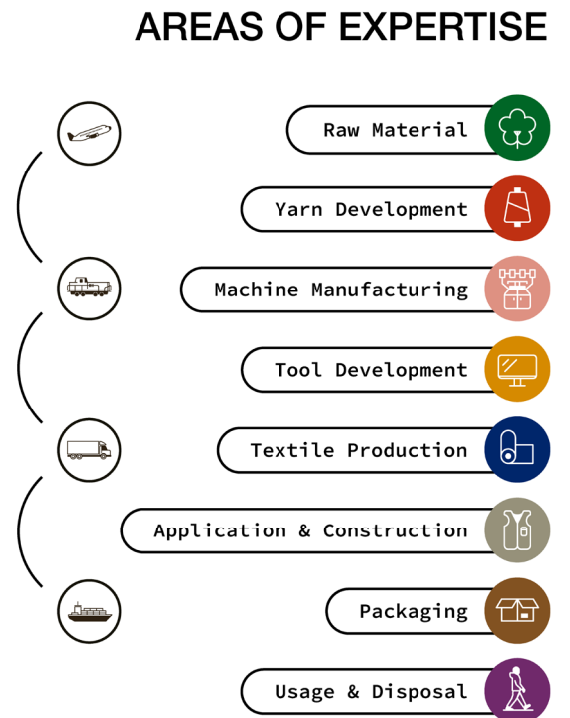 AREAS OF EXPERTISE
Raw Material
Yarn Development
Machine Manufacturing
Tool Development
Textile Production
Application & Construction
Packaging
Usage & Disposal